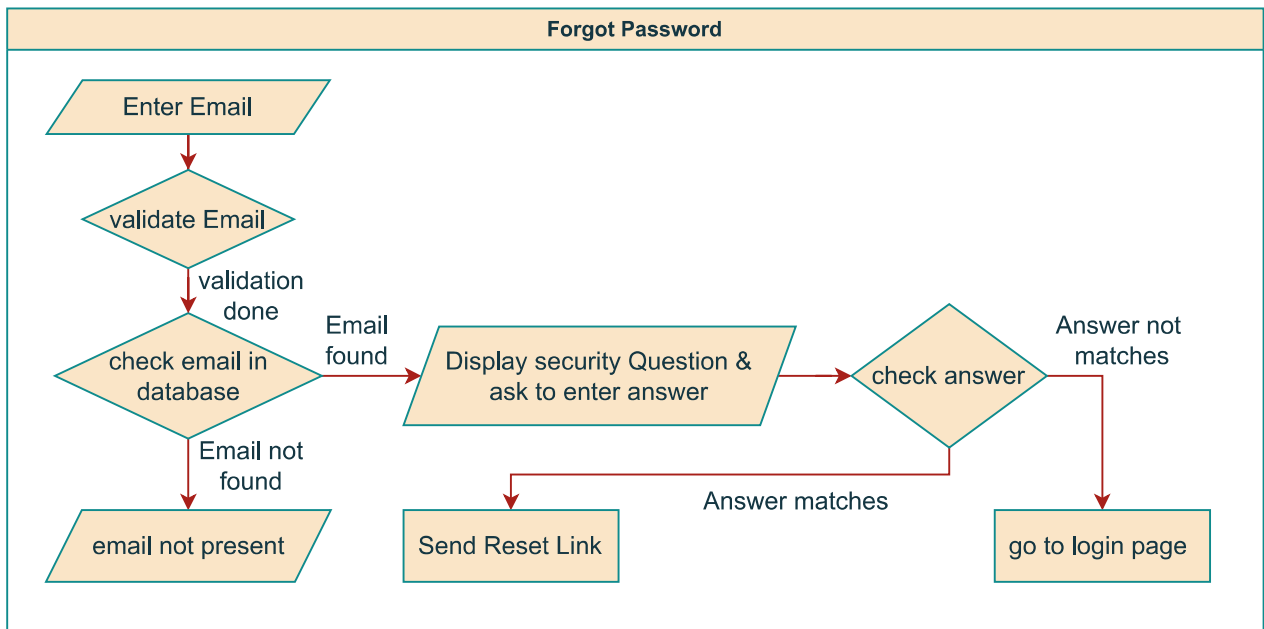 Forgot Password
Enter Email
validate Email
validation
done
check email in
database
Email
found
Display security Question &
ask to enter answer
check answer
Answer not
matches
Email not
found
Answer matches
email not present
Send Reset Link
go to login page